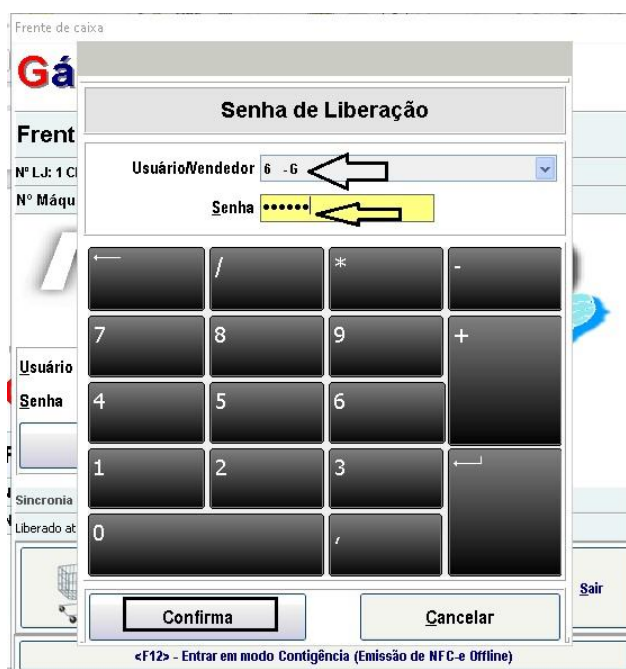 Frente de caixa
Gá
Senha de Liberação
Frent
Nº LJ: 1 Cl
Usuário/Vendedor 6 -G
Nº Máqu
Senha ••••••
← / * -
7 8 9 +
Usuário
Senha
4 5 6
1 2 3 ↵
Sincronia
Liberado at
0 ,
Sair
Confirma Cancelar
<F12> - Entrar em modo Contigência (Emissão de NFC-e Offline)